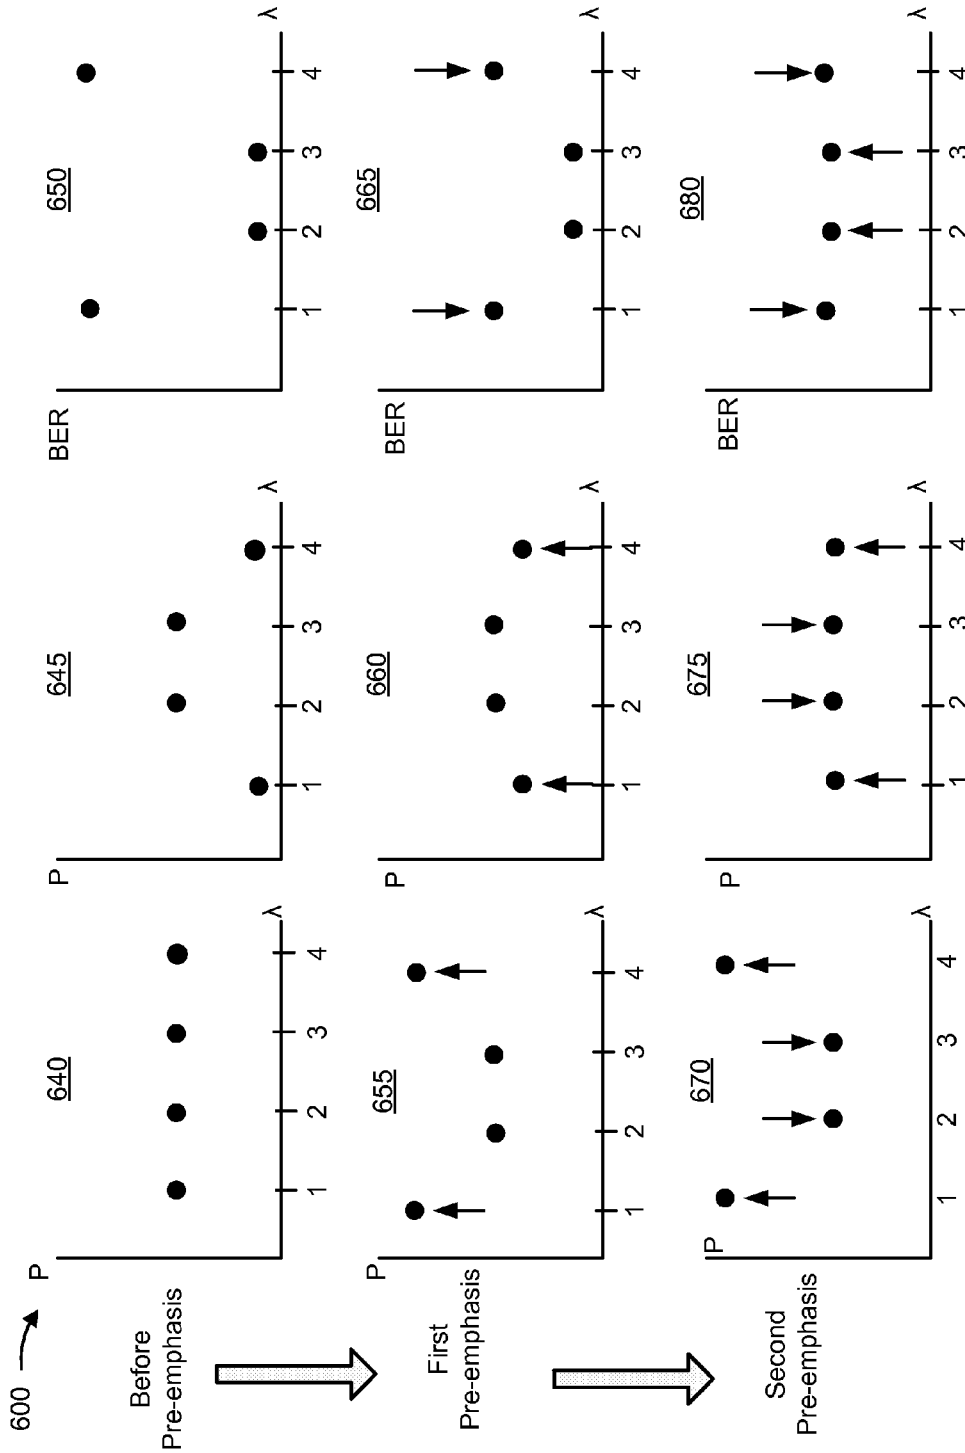 600
Before
Pre-emphasis
P
640
1 2 3 4
λ
P
645
1 2 3 4
λ
BER
650
1 2 3 4
λ
First
Pre-emphasis
P
655
1 2 3 4
P
660
1 2 3 4
λ
BER
665
1 2 3 4
λ
Second
Pre-emphasis
P
670
1 2 3 4
λ
P
675
1 2 3 4
λ
BER
680
1 2 3 4
λ